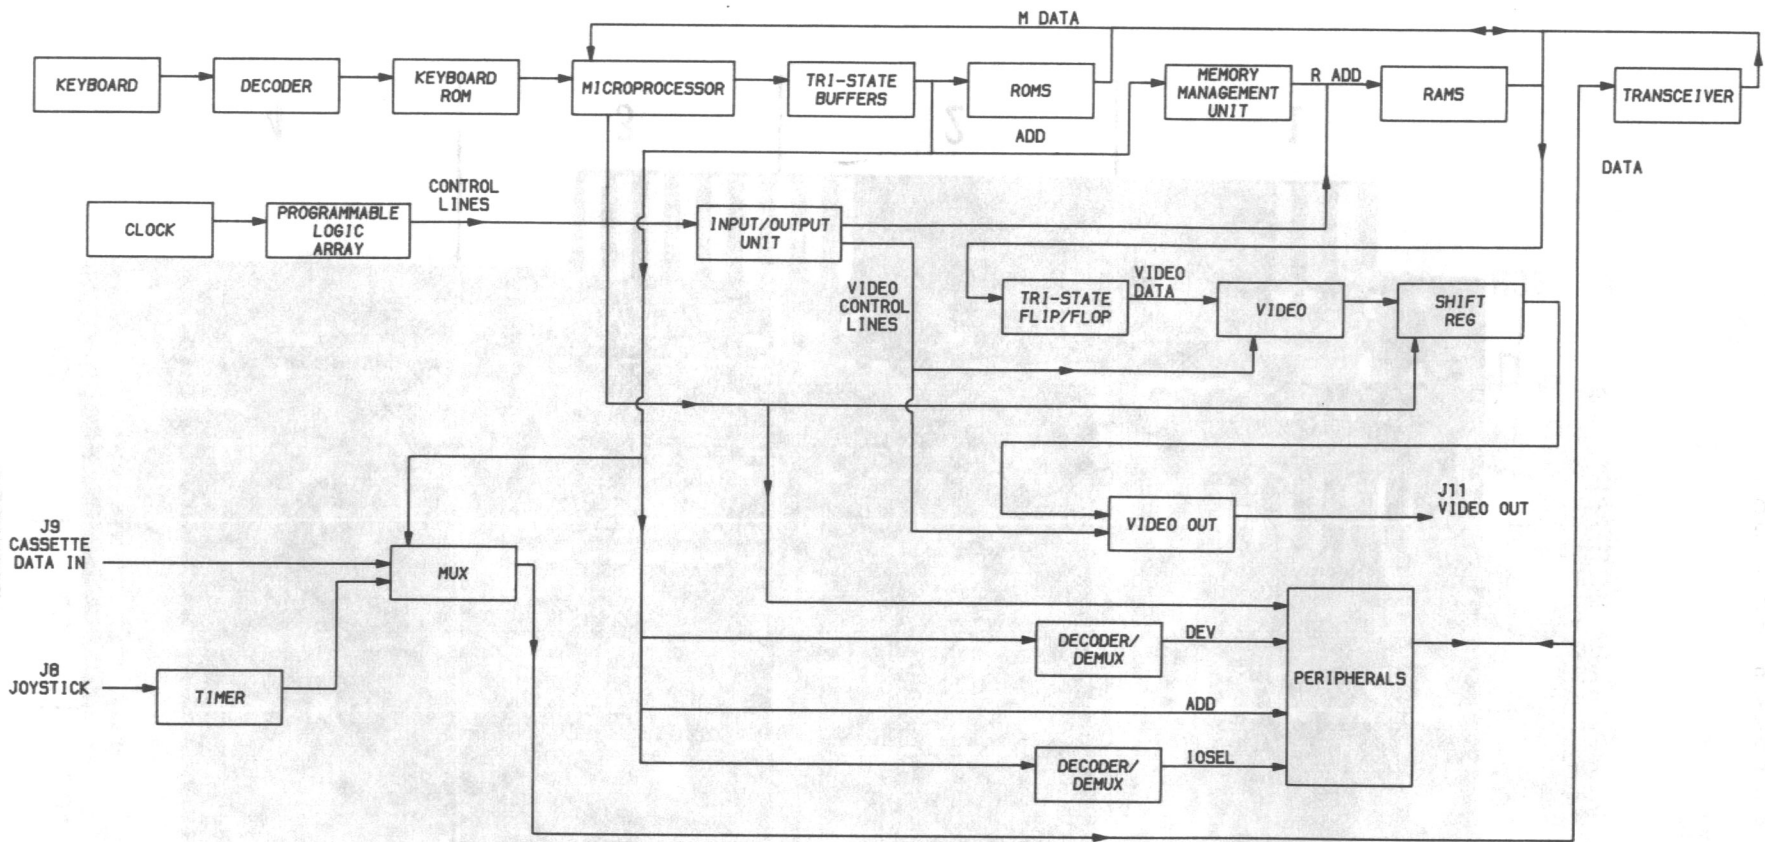 M DATA
KEYBOARD
DECODER
KEYBOARD
ROM
MICROPROCESSOR
TRI-STATE
BUFFERS
ROMS
MEMORY
MANAGEMENT
UNIT
R ADD
RAMS
TRANSCEIVER
ADD
DATA
CLOCK
PROGRAMMABLE
LOGIC
ARRAY
CONTROL
LINES
INPUT/OUTPUT
UNIT
VIDEO
CONTROL
LINES
TRI-STATE
FLIP/FLOP
VIDEO
DATA
VIDEO
SHIFT
REG
J9
CASSETTE
DATA IN
MUX
VIDEO OUT
J11
VIDEO OUT
J8
JOYSTICK
TIMER
DECODER/
DEMUX
DEV
ADD
DECODER/
DEMUX
IOSEL
PERIPHERALS